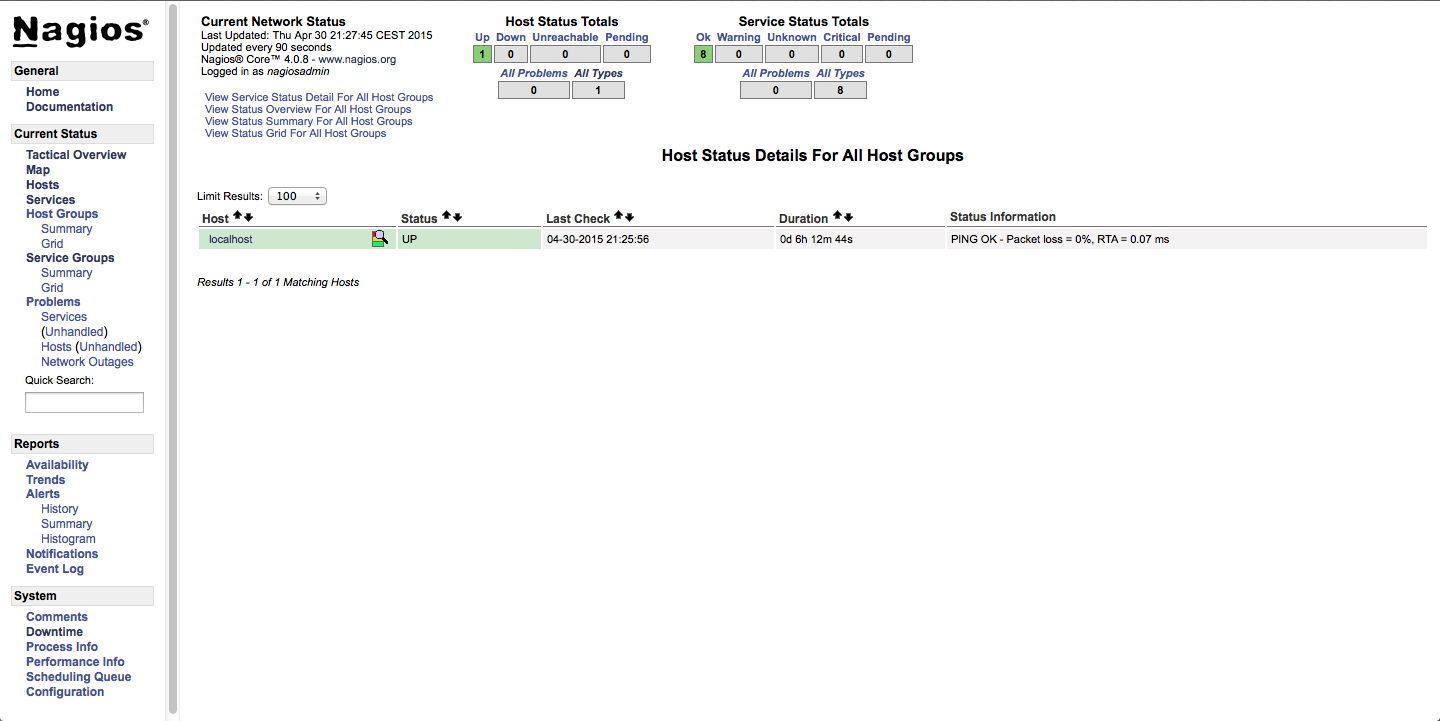 Nagios®
General
Home
Documentation
Current Status
Tactical Overview
Map
Hosts
Services
Host Groups
Summary
Grid
Service Groups
Summary
Grid
Problems
Services
(Unhandled)
Hosts (Unhandled)
Network Outages
Quick Search:
Reports
Availability
Trends
Alerts
History
Summary
Histogram
Notifications
Event Log
System
Comments
Downtime
Process Info
Performance Info
Scheduling Queue
Configuration
Current Network Status
Last Updated: Thu Apr 30 21:27:45 CEST 2015
Updated every 90 seconds
Nagios® Core™ 4.0.8 - www.nagios.org
Logged in as nagiosadmin
View Service Status Detail For All Host Groups
View Status Overview For All Host Groups
View Status Summary For All Host Groups
View Status Grid For All Host Groups
Host Status Totals
Up Down Unreachable Pending
1 0 0 0
All Problems All Types
0 1
Service Status Totals
Ok Warning Unknown Critical Pending
8 0 0 0 0
All Problems All Types
0 8
Host Status Details For All Host Groups
Limit Results: 100
Host Status Last Check Duration Status Information
localhost UP 04-30-2015 21:25:56 0d 6h 12m 44s PING OK - Packet loss = 0%, RTA = 0.07 ms
Results 1 - 1 of 1 Matching Hosts